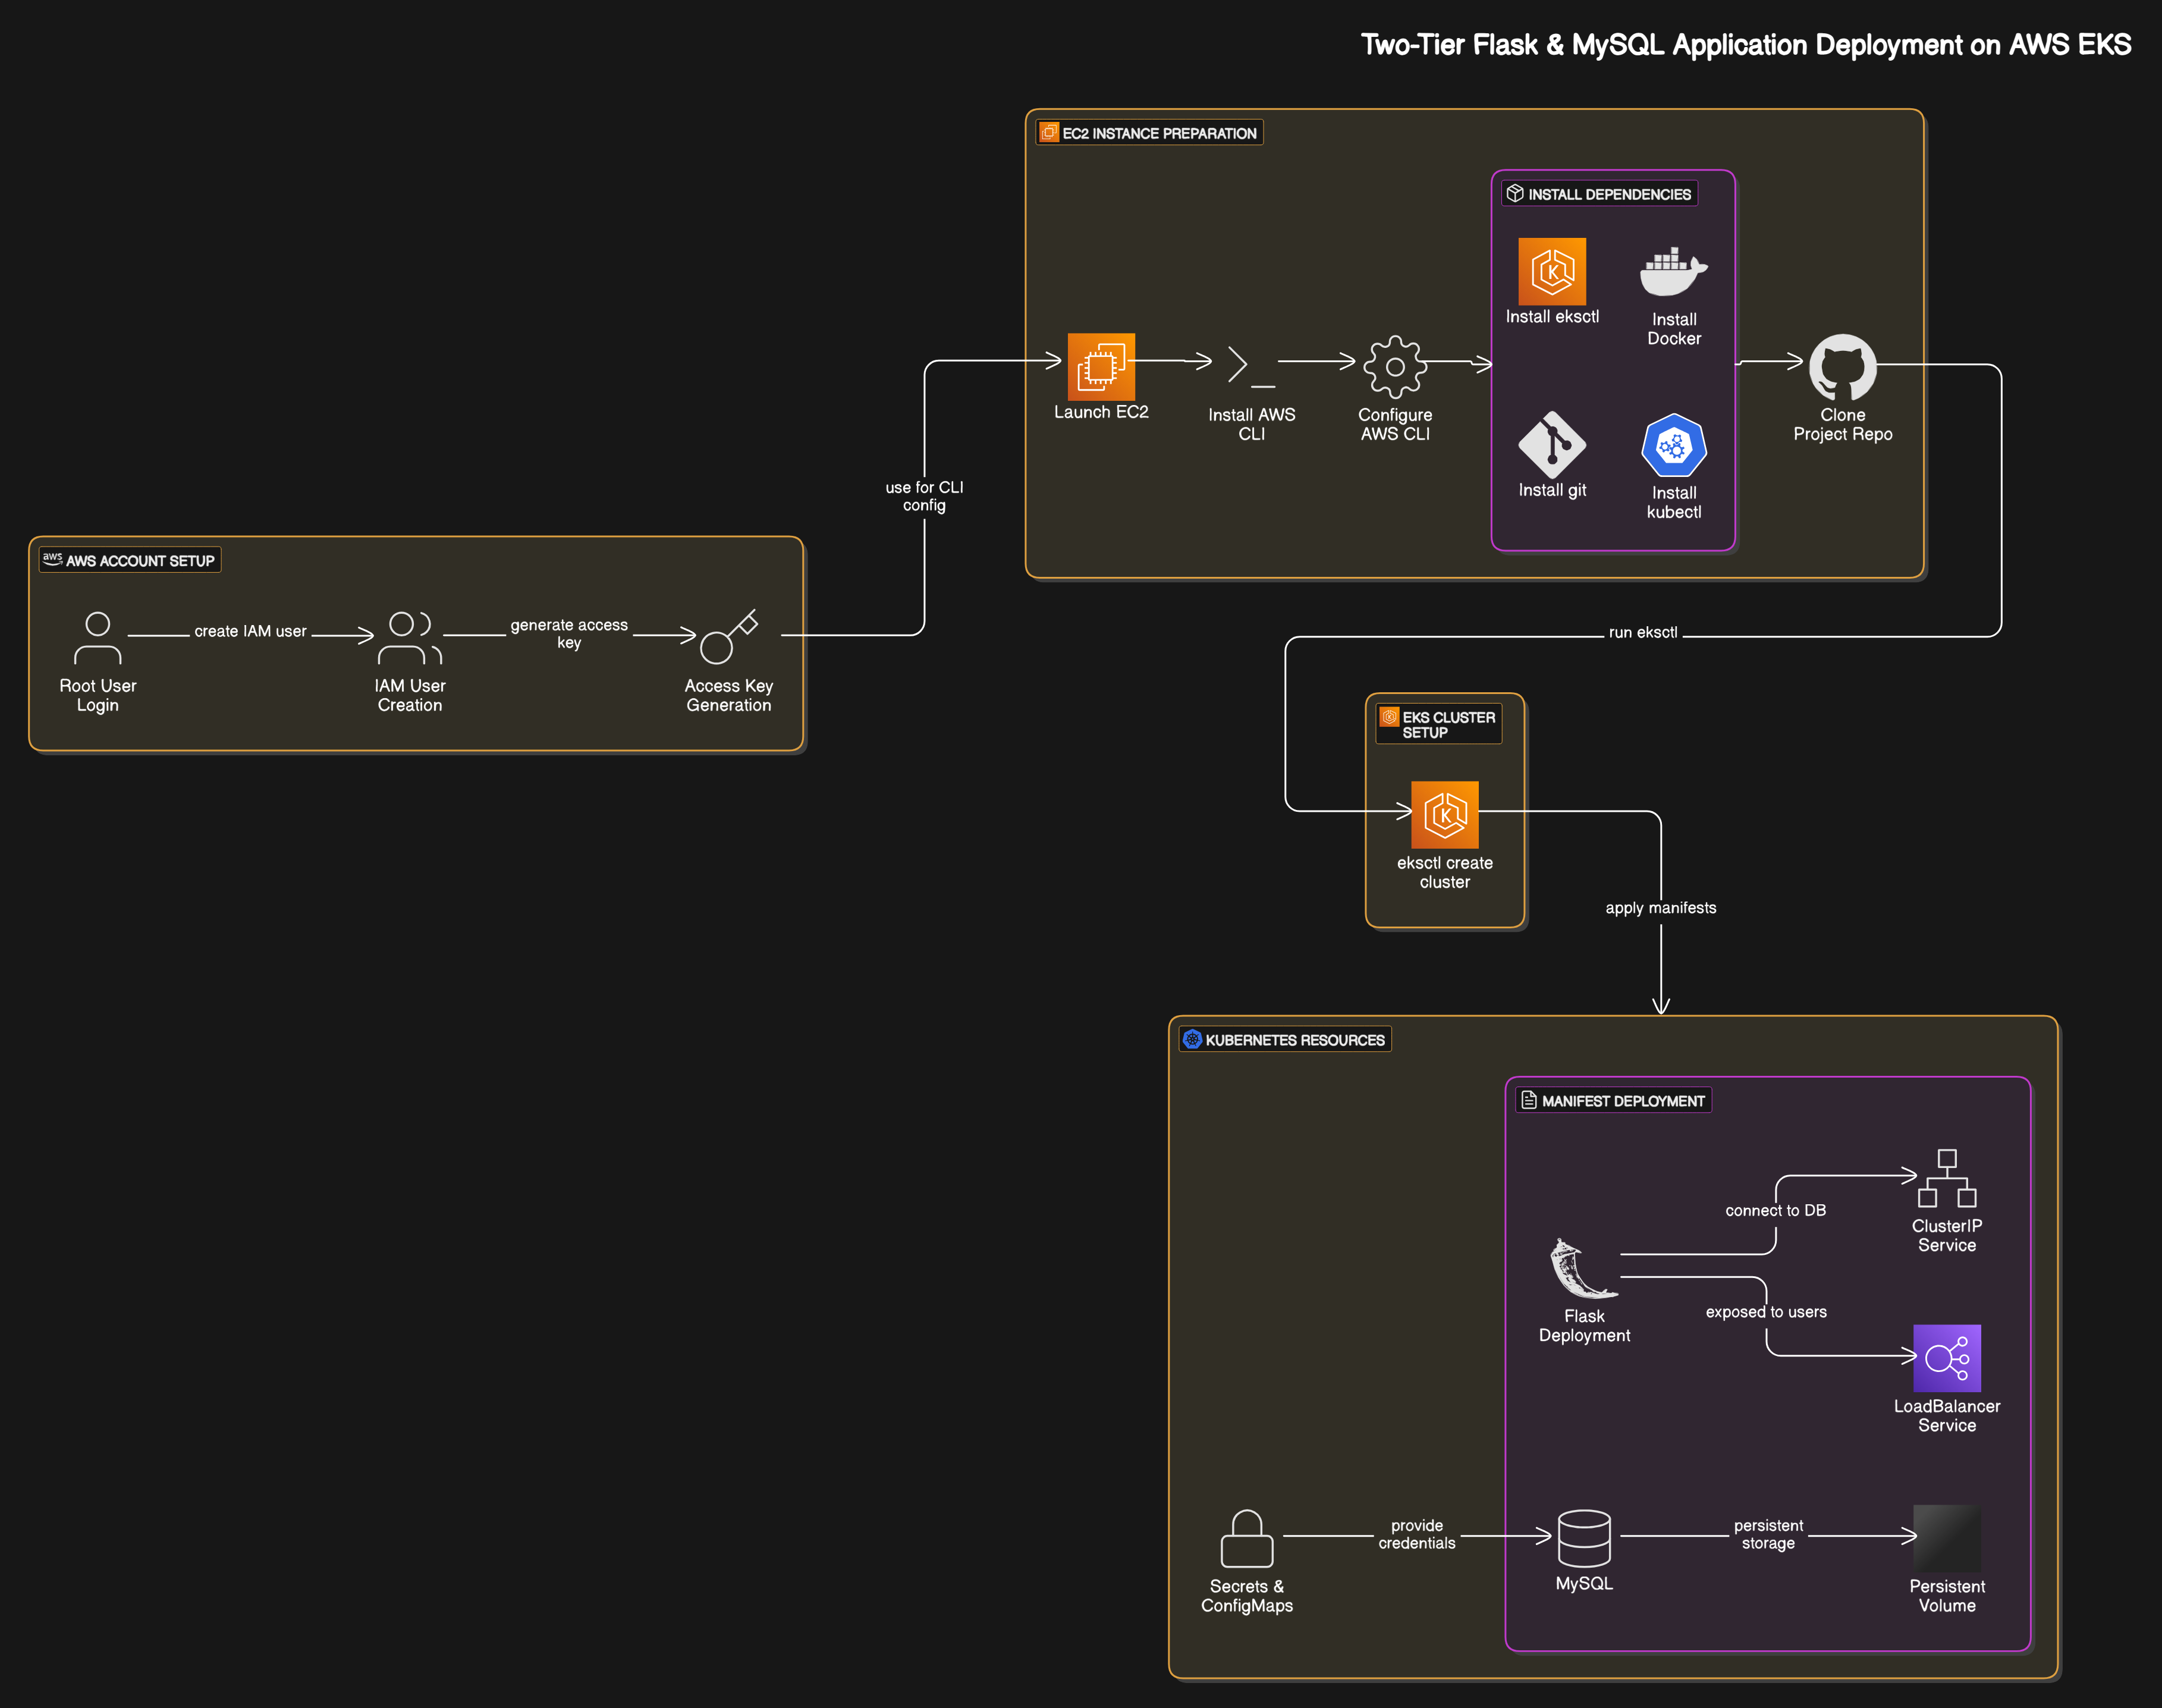 Two-Tier Flask & MySQL Application Deployment on AWS EKS
EC2 INSTANCE PREPARATION
INSTALL DEPENDENCIES
Install eksctl
Install
Docker
Launch EC2
Install AWS
CLI
Configure
AWS CLI
Clone
Project Repo
Install git
Install
kubectl
use for CLI
config
aws
AWS ACCOUNT SETUP
create IAM user
generate access
key
Root User
Login
IAM User
Creation
Access Key
Generation
run eksctl
EKS CLUSTER
SETUP
eksctl create
cluster
apply manifests
KUBERNETES RESOURCES
MANIFEST DEPLOYMENT
connect to DB
ClusterIP
Service
Flask
Deployment
exposed to users
LoadBalancer
Service
provide
credentials
persistent
storage
Secrets &
ConfigMaps
MySQL
Persistent
Volume